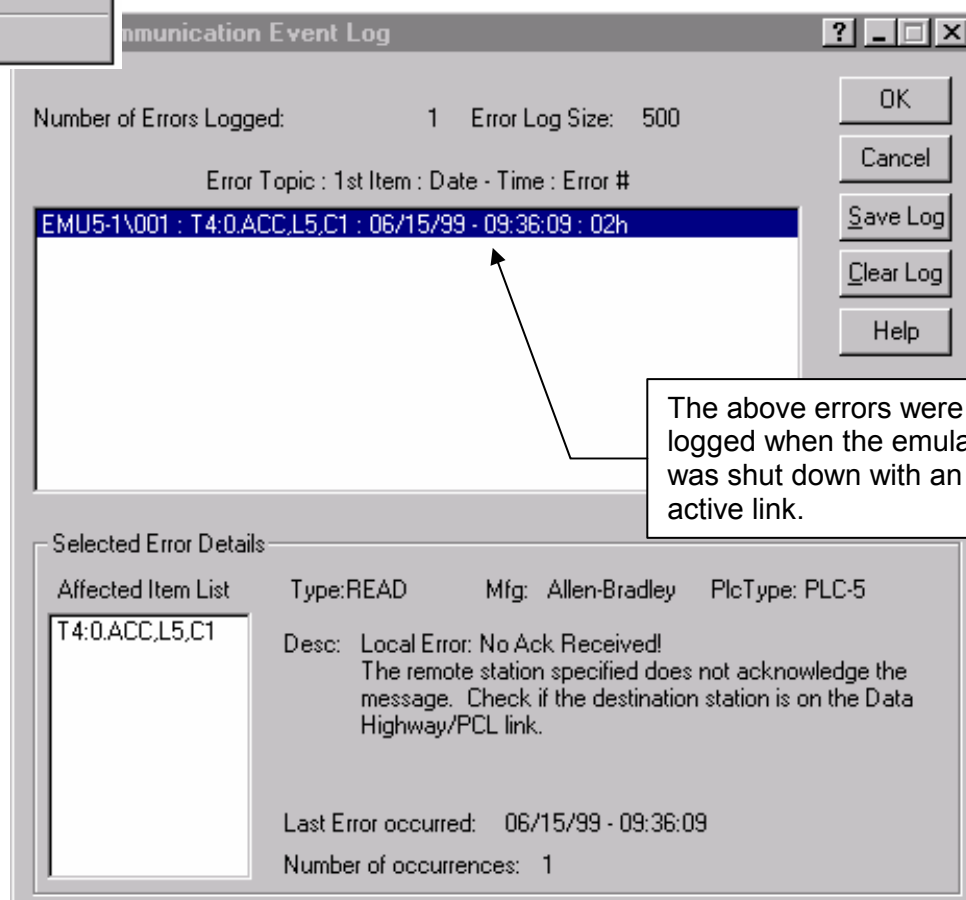 Event Log
Number of Errors Logged: 1 Error Log Size: 500
Error Topic : 1st Item : Date - Time : Error #
EMU5-1\001 : T4:0.ACC,L5,C1 : 06/15/99 - 09:36:09 : 02h
OK
Cancel
Save Log
Clear Log
Help
The above errors were
logged when the
was shut down with an
active link.
Selected Error Details
Affected Item List
T4:0.ACC,L5,C1
Type:READ Mfg: Allen-Bradley PlcType: PLC-5
Desc: Local Error: No Ack Received!
The remote station specified does not acknowledge the
message. Check if the destination station is on the Data
Highway/PCL link.
Last Error occurred: 06/15/99 - 09:36:09
Number of occurrences: 1